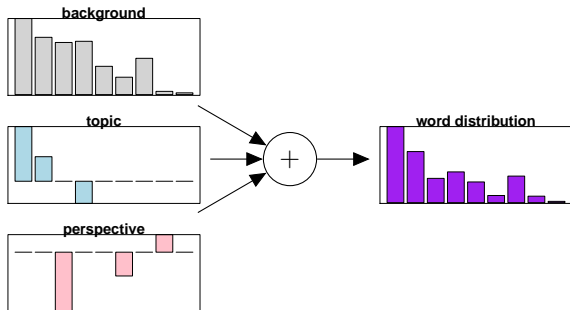 background
topic
+
word distribution
perspective